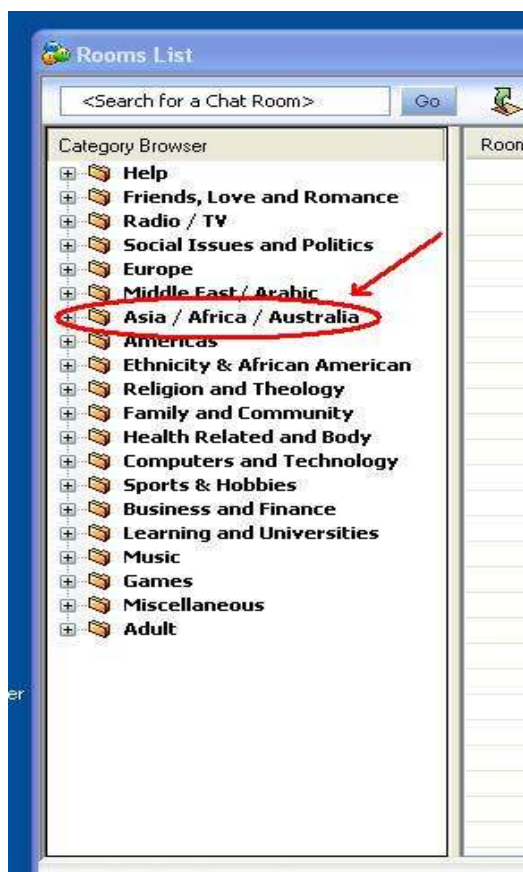 Rooms List
<Search for a Chat Room> Go
Category Browser Room
Help
Friends, Love and Romance
Radio / TV
Social Issues and Politics
Europe
Middle East/ Arabic
Asia / Africa / Australia
Americas
Ethnicity & African American
Religion and Theology
Family and Community
Health Related and Body
Computers and Technology
Sports & Hobbies
Business and Finance
Learning and Universities
Music
Games
Miscellaneous
Adult
er